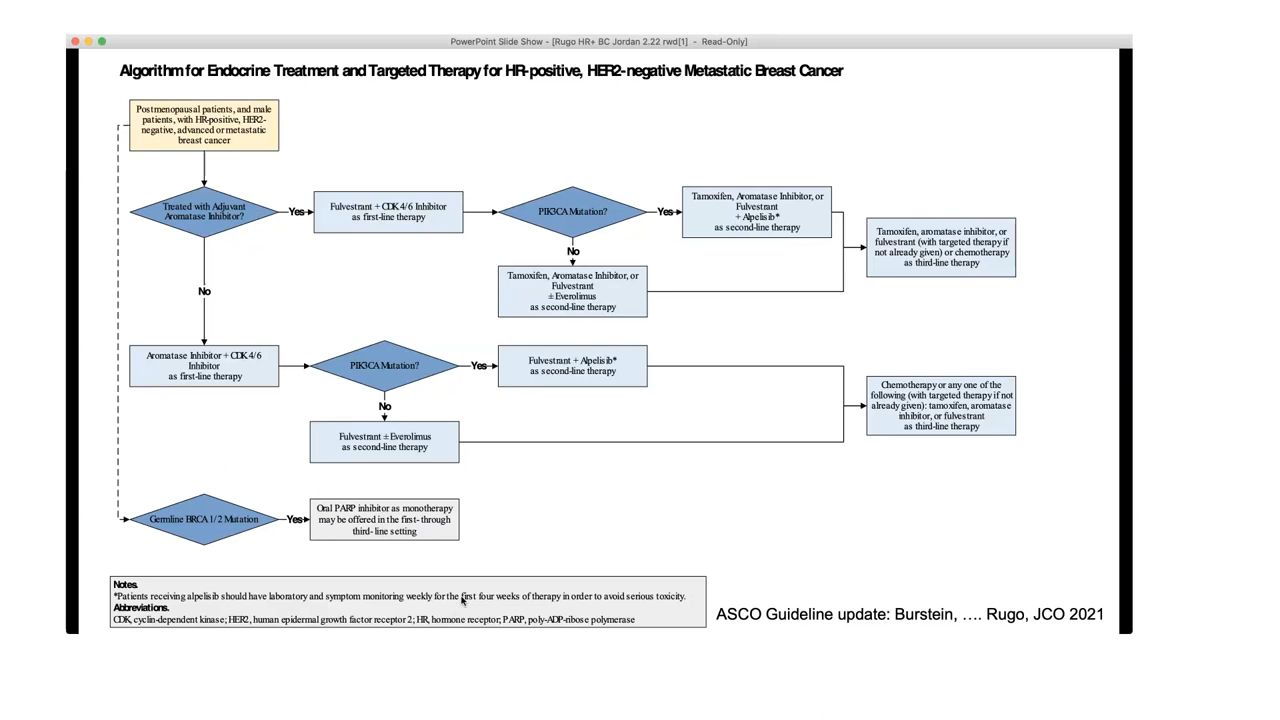 PowerPoint Slide Show - [Rugo HR+ BC Jordan 2.22 rwd[1] - Read-Only]
Algorithm for Endocrine Treatment and Targeted Therapy for HR-positive, HER2-negative Metastatic Breast Cancer
Postmenopausal patients, and male
patients, with HR-positive, HER2-
negative, advanced or metastatic
breast cancer
Treated with Adjuvant
Aromatase Inhibitor?
Yes
Fulvestrant + CDK 4/6 Inhibitor
as first-line therapy
PIK3CA Mutation?
Yes
Tamoxifen, Aromatase Inhibitor, or
Fulvestrant
+ Alpelisib*
as second-line therapy
Tamoxifen, aromatase inhibitor, or
fulvestrant (with targeted therapy if
not already given) or chemotherapy
as third-line therapy
No
Tamoxifen, Aromatase Inhibitor, or
Fulvestrant
± Everolimus
as second-line therapy
No
Aromatase Inhibitor + CDK 4/6
Inhibitor
as first-line therapy
PIK3CA Mutation?
Yes
Fulvestrant + Alpelisib*
as second-line therapy
Chemotherapy or any one of the
following (with targeted therapy if not
already given): tamoxifen, aromatase
inhibitor, or fulvestrant
as third-line therapy
No
Fulvestrant ± Everolimus
as second-line therapy
Germline BRCA 1/2 Mutation
Yes
Oral PARP inhibitor as monotherapy
may be offered in the first- through
third- line setting
Notes.
*Patients receiving alpelisib should have laboratory and symptom monitoring weekly for the first four weeks of therapy in order to avoid serious toxicity.
Abbreviations.
CDK, cyclin-dependent kinase; HER2, human epidermal growth factor receptor 2; HR, hormone receptor; PARP, poly-ADP-ribose polymerase
ASCO Guideline update: Burstein, …. Rugo, JCO 2021